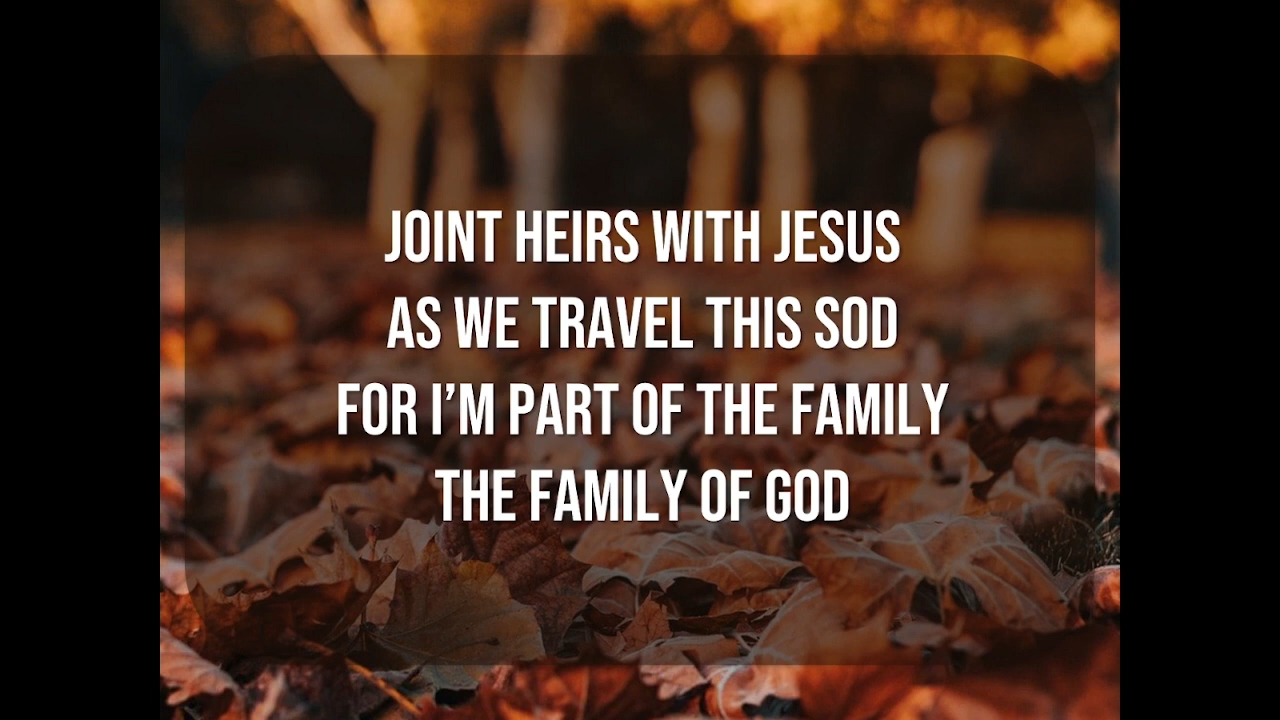 JOINT HEIRS WITH JESUS
AS WE TRAVEL THIS SOD
FOR I’M PART OF THE FAMILY
THE FAMILY OF GOD